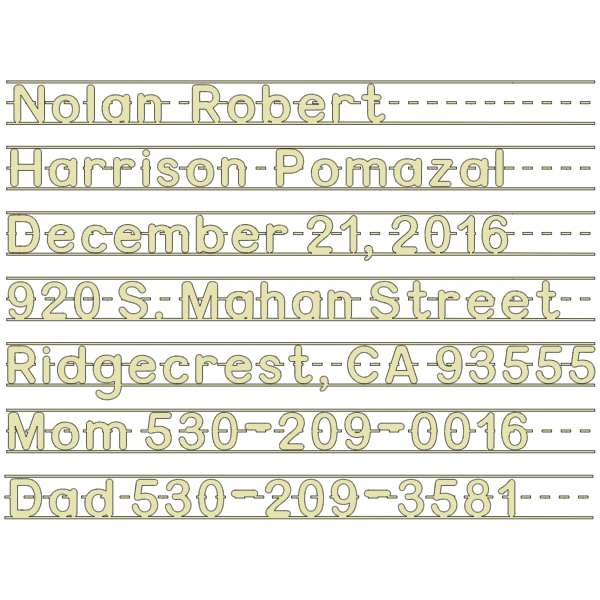 Nolan Robert
Harrison Pomazal
December 21, 2016
920 S. Mahan Street
Ridgecrest, CA 93555
Mom 530-209-0016
Dad 530-209-3581